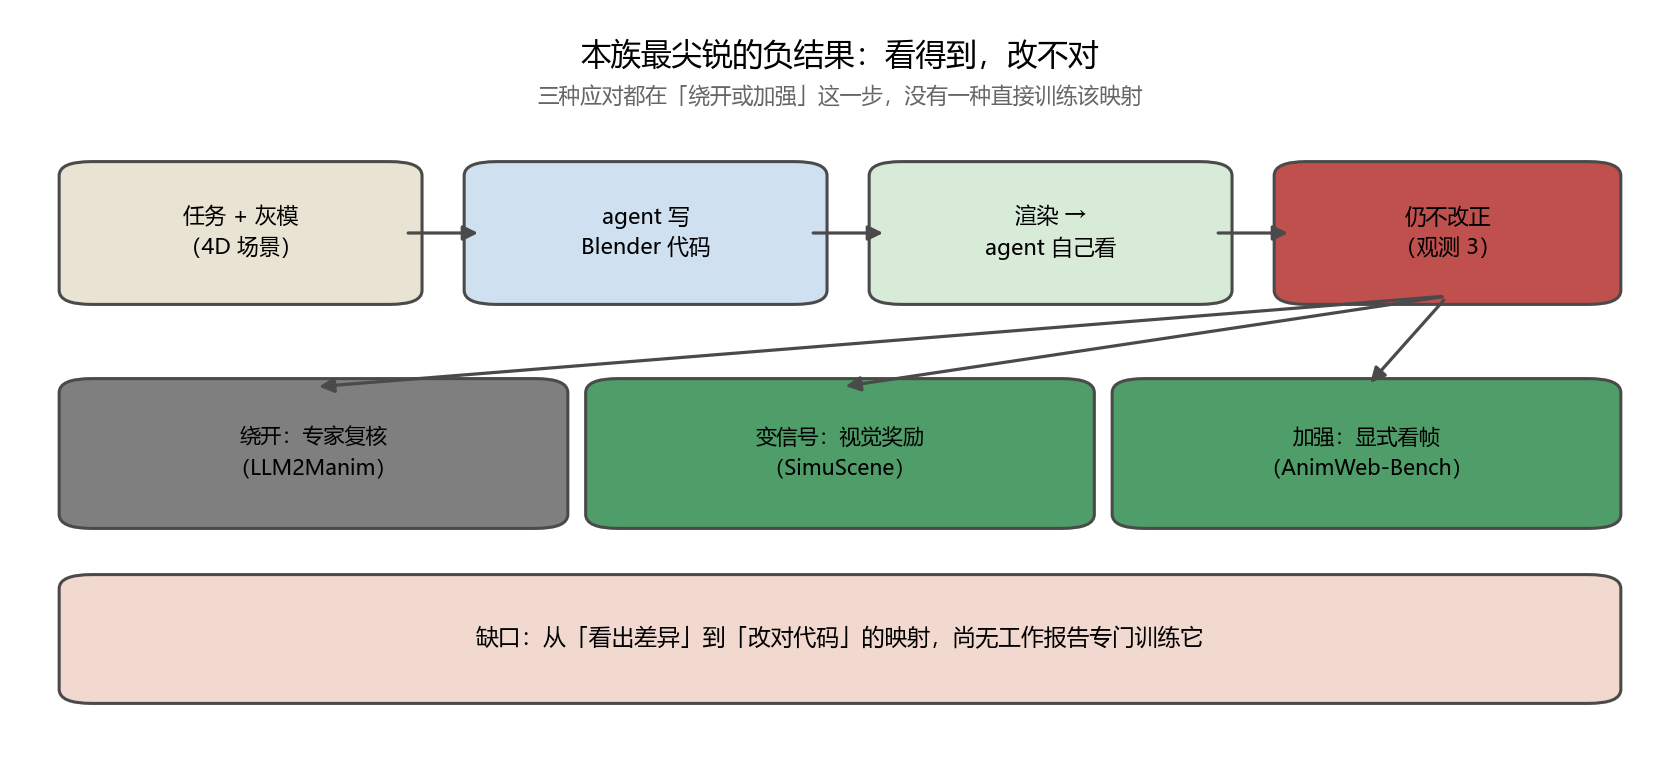 本族最尖锐的负结果：看得到，改不对
三种应对都在「绕开或加强」这一步，没有一种直接训练该映射
任务 + 灰模
（4D 场景）
agent 写
Blender 代码
渲染 →
agent 自己看
仍不改正
（观测 3）
绕开：专家复核
（LLM2Manim）
变信号：视觉奖励
（SimuScene）
加强：显式看帧
（AnimWeb-Bench）
缺口：从「看出差异」到「改对代码」的映射，尚无工作报告专门训练它